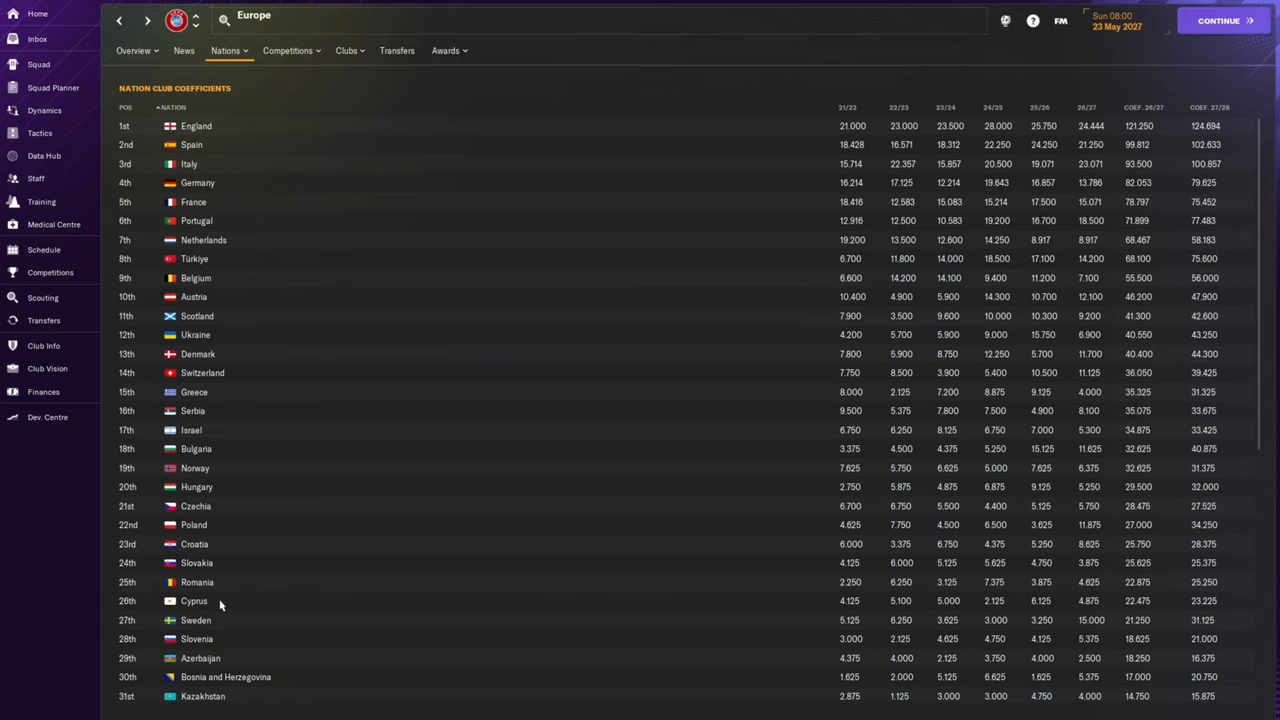 Home
Inbox
Squad
Squad Planner
Dynamics
Tactics
Data Hub
Staff
Training
Medical Centre
Schedule
Competitions
Scouting
Transfers
Club Info
Club Vision
Finances
Dev. Centre
Europe
? FM
Sun 08:00
23 May 2027
CONTINUE
Overview News Nations Competitions Clubs Transfers Awards
NATION CLUB COEFFICIENTS
POS NATION 21/22 22/23 23/24 24/25 25/26 26/27 COEF. 26/27 COEF. 27/28
1st England 21.000 23.000 23.500 28.000 25.750 24.444 121.250 124.694
2nd Spain 18.428 16.571 18.312 22.250 24.250 21.250 99.812 102.633
3rd Italy 15.714 22.357 15.857 20.500 19.071 23.071 93.500 100.857
4th Germany 16.214 17.125 12.214 19.643 16.857 13.786 82.053 79.625
5th France 18.416 12.583 15.083 15.214 17.500 15.071 78.797 75.452
6th Portugal 12.916 12.500 10.583 19.200 16.700 18.500 71.899 77.483
7th Netherlands 19.200 13.500 12.600 14.250 8.917 8.917 68.467 58.183
8th Türkiye 6.700 11.800 14.000 18.500 17.100 14.200 68.100 75.600
9th Belgium 6.600 14.200 14.100 9.400 11.200 7.100 55.500 56.000
10th Austria 10.400 4.900 5.900 14.300 10.700 12.100 46.200 47.900
11th Scotland 7.900 3.500 9.600 10.000 10.300 9.200 41.300 42.600
12th Ukraine 4.200 5.700 5.900 9.000 15.750 6.900 40.550 43.250
13th Denmark 7.800 5.900 8.750 12.250 5.700 11.700 40.400 44.300
14th Switzerland 7.750 8.500 3.900 5.400 10.500 11.125 36.050 39.425
15th Greece 8.000 2.125 7.200 8.875 9.125 4.000 35.325 31.325
16th Serbia 9.500 5.375 7.800 7.500 4.900 8.100 35.075 33.675
17th Israel 6.750 6.250 8.125 6.750 7.000 5.300 34.875 33.425
18th Bulgaria 3.375 4.500 4.375 5.250 15.125 11.625 32.625 40.875
19th Norway 7.625 5.750 6.625 5.000 7.625 6.375 32.625 31.375
20th Hungary 2.750 5.875 4.875 6.875 9.125 5.250 29.500 32.000
21st Czechia 6.700 6.750 5.500 4.400 5.125 5.750 28.475 27.525
22nd Poland 4.625 7.750 4.500 6.500 3.625 11.875 27.000 34.250
23rd Croatia 6.000 3.375 6.750 4.375 5.250 8.625 25.750 28.375
24th Slovakia 4.125 6.000 5.125 5.625 4.750 3.875 25.625 25.375
25th Romania 2.250 6.250 3.125 7.375 3.875 4.625 22.875 25.250
26th Cyprus 4.125 5.100 5.000 2.125 6.125 4.875 22.475 23.225
27th Sweden 5.125 6.250 3.625 3.000 3.250 15.000 21.250 31.125
28th Slovenia 3.000 2.125 4.625 4.750 4.125 5.375 18.625 21.000
29th Azerbaijan 4.375 4.000 2.125 3.750 4.000 2.500 18.250 16.375
30th Bosnia and Herzegovina 1.625 2.000 5.125 6.625 1.625 5.375 17.000 20.750
31st Kazakhstan 2.875 1.125 3.000 3.000 4.750 4.000 14.750 15.875